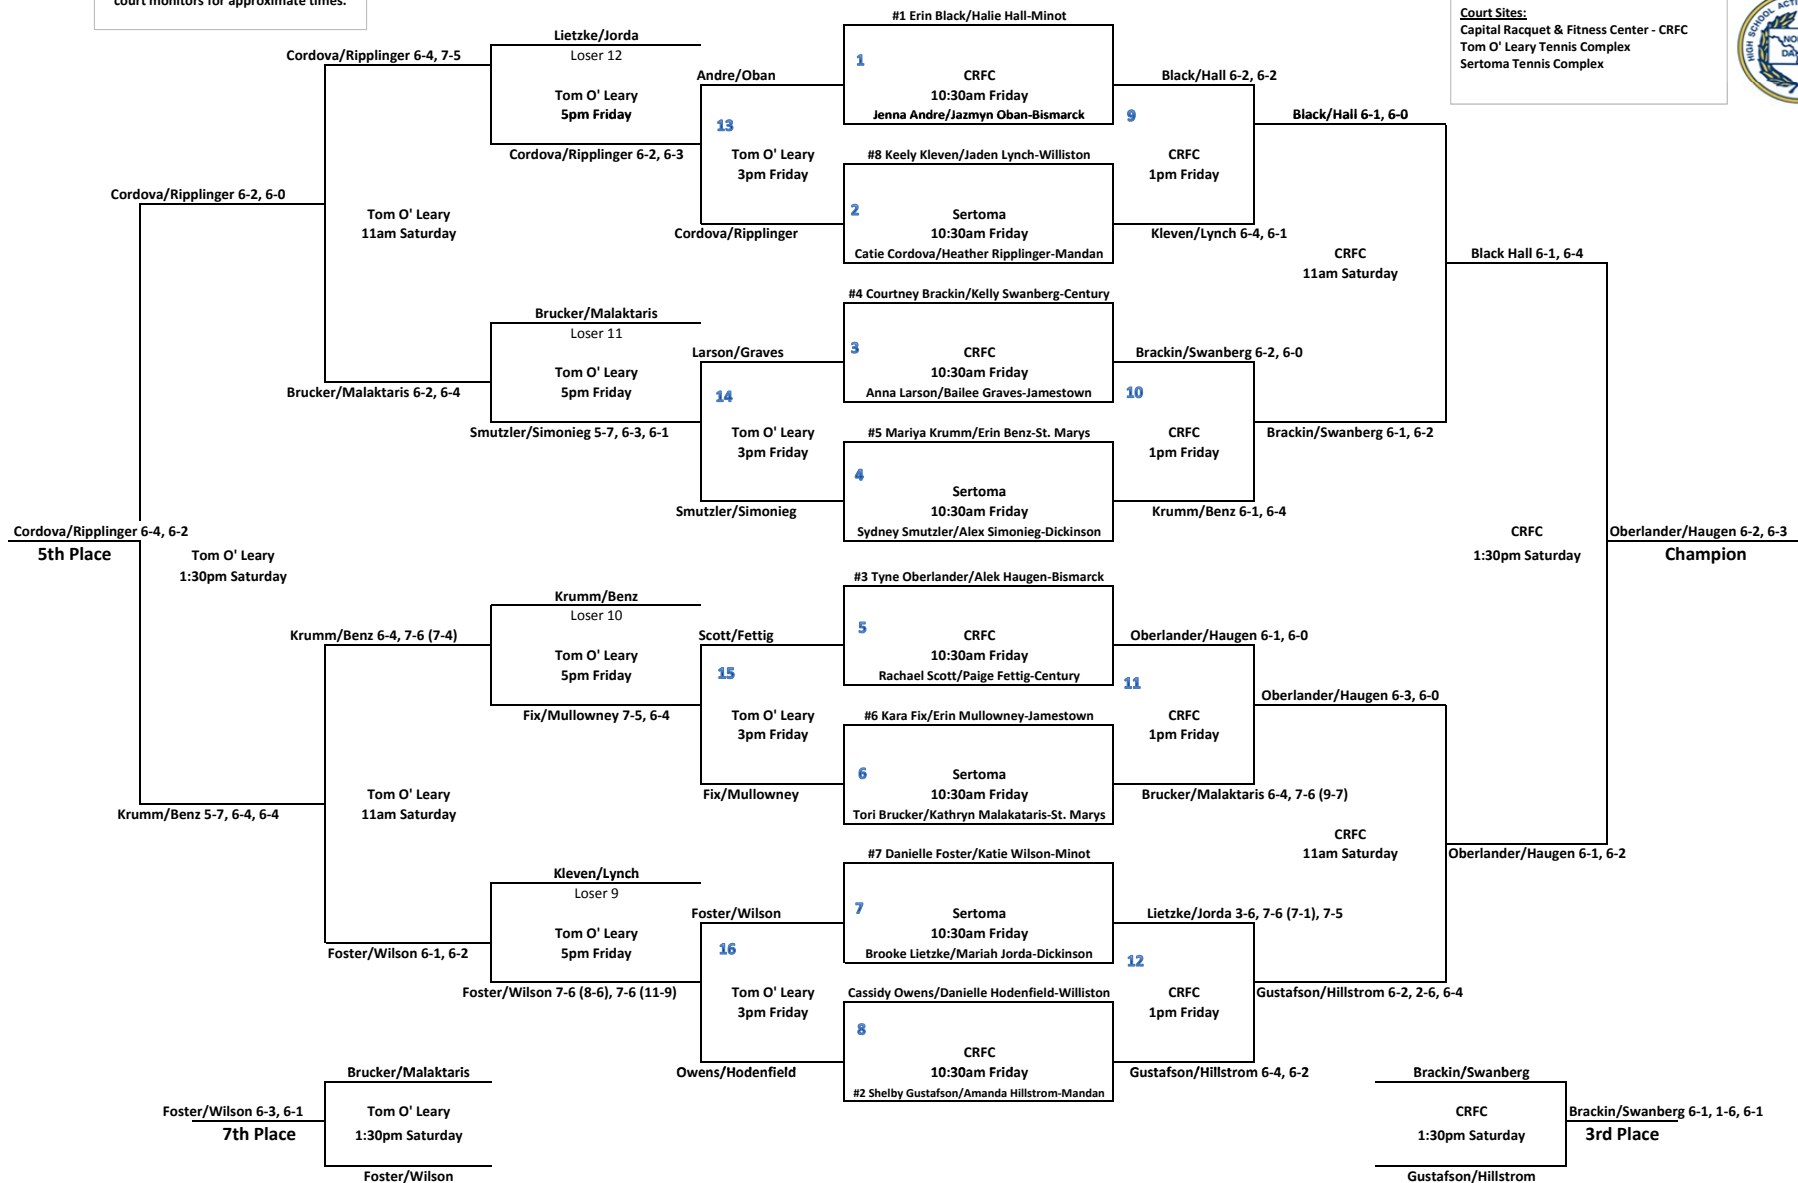 court monitors for approximate times.
Court Sites:
Capital Racquet & Fitness Center - CRFC
Tom O' Leary Tennis Complex
Sertoma Tennis Complex
HIGH SCHOOL
#1 Erin Black/Halie Hall-Minot
1
CRFC
10:30am Friday
Jenna Andre/Jazmyn Oban-Bismarck
#8 Keely Kleven/Jaden Lynch-Williston
2
Sertoma
10:30am Friday
Catie Cordova/Heather Ripplinger-Mandan
#4 Courtney Brackin/Kelly Swanberg-Century
3
CRFC
10:30am Friday
Anna Larson/Bailee Graves-Jamestown
#5 Mariya Krumm/Erin Benz-St. Marys
4
Sertoma
10:30am Friday
Sydney Smutzler/Alex Simonieg-Dickinson
#3 Tyne Oberlander/Alek Haugen-Bismarck
5
CRFC
10:30am Friday
Rachael Scott/Paige Fettig-Century
#6 Kara Fix/Erin Mullowney-Jamestown
6
Sertoma
10:30am Friday
Tori Brucker/Kathryn Malakataris-St. Marys
#7 Danielle Foster/Katie Wilson-Minot
7
Sertoma
10:30am Friday
Brooke Lietzke/Mariah Jorda-Dickinson
Cassidy Owens/Danielle Hodenfield-Williston
8
CRFC
10:30am Friday
#2 Shelby Gustafson/Amanda Hillstrom-Mandan
Black/Hall 6-2, 6-2
9
CRFC
1pm Friday
Kleven/Lynch 6-4, 6-1
Brackin/Swanberg 6-2, 6-0
10
CRFC
1pm Friday
Krumm/Benz 6-1, 6-4
Oberlander/Haugen 6-1, 6-0
11
CRFC
1pm Friday
Brucker/Malaktaris 6-4, 7-6 (9-7)
Lietzke/Jorda 3-6, 7-6 (7-1), 7-5
12
CRFC
1pm Friday
Gustafson/Hillstrom 6-4, 6-2
Black/Hall 6-1, 6-0
CRFC
11am Saturday
Brackin/Swanberg 6-1, 6-2
Oberlander/Haugen 6-3, 6-0
CRFC
11am Saturday
Gustafson/Hillstrom 6-2, 2-6, 6-4
Black Hall 6-1, 6-4
CRFC
1:30pm Saturday
Oberlander/Haugen 6-1, 6-2
Oberlander/Haugen 6-2, 6-3
Champion
Brackin/Swanberg
CRFC
1:30pm Saturday
Gustafson/Hillstrom
Brackin/Swanberg 6-1, 1-6, 6-1
3rd Place
Andre/Oban
13
Tom O' Leary
3pm Friday
Cordova/Ripplinger
Larson/Graves
14
Tom O' Leary
3pm Friday
Smutzler/Simonieg
Scott/Fettig
15
Tom O' Leary
3pm Friday
Fix/Mullowney
Foster/Wilson
16
Tom O' Leary
3pm Friday
Owens/Hodenfield
Lietzke/Jorda
Loser 12
Tom O' Leary
5pm Friday
Cordova/Ripplinger 6-2, 6-3
Brucker/Malaktaris
Loser 11
Tom O' Leary
5pm Friday
Smutzler/Simonieg 5-7, 6-3, 6-1
Krumm/Benz
Loser 10
Tom O' Leary
5pm Friday
Fix/Mullowney 7-5, 6-4
Kleven/Lynch
Loser 9
Tom O' Leary
5pm Friday
Foster/Wilson 7-6 (8-6), 7-6 (11-9)
Cordova/Ripplinger 6-4, 7-5
Tom O' Leary
11am Saturday
Brucker/Malaktaris 6-2, 6-4
Krumm/Benz 6-4, 7-6 (7-4)
Tom O' Leary
11am Saturday
Foster/Wilson 6-1, 6-2
Cordova/Ripplinger 6-2, 6-0
Tom O' Leary
1:30pm Saturday
Krumm/Benz 5-7, 6-4, 6-4
Cordova/Ripplinger 6-4, 6-2
5th Place
Brucker/Malaktaris
Tom O' Leary
1:30pm Saturday
Foster/Wilson
Foster/Wilson 6-3, 6-1
7th Place